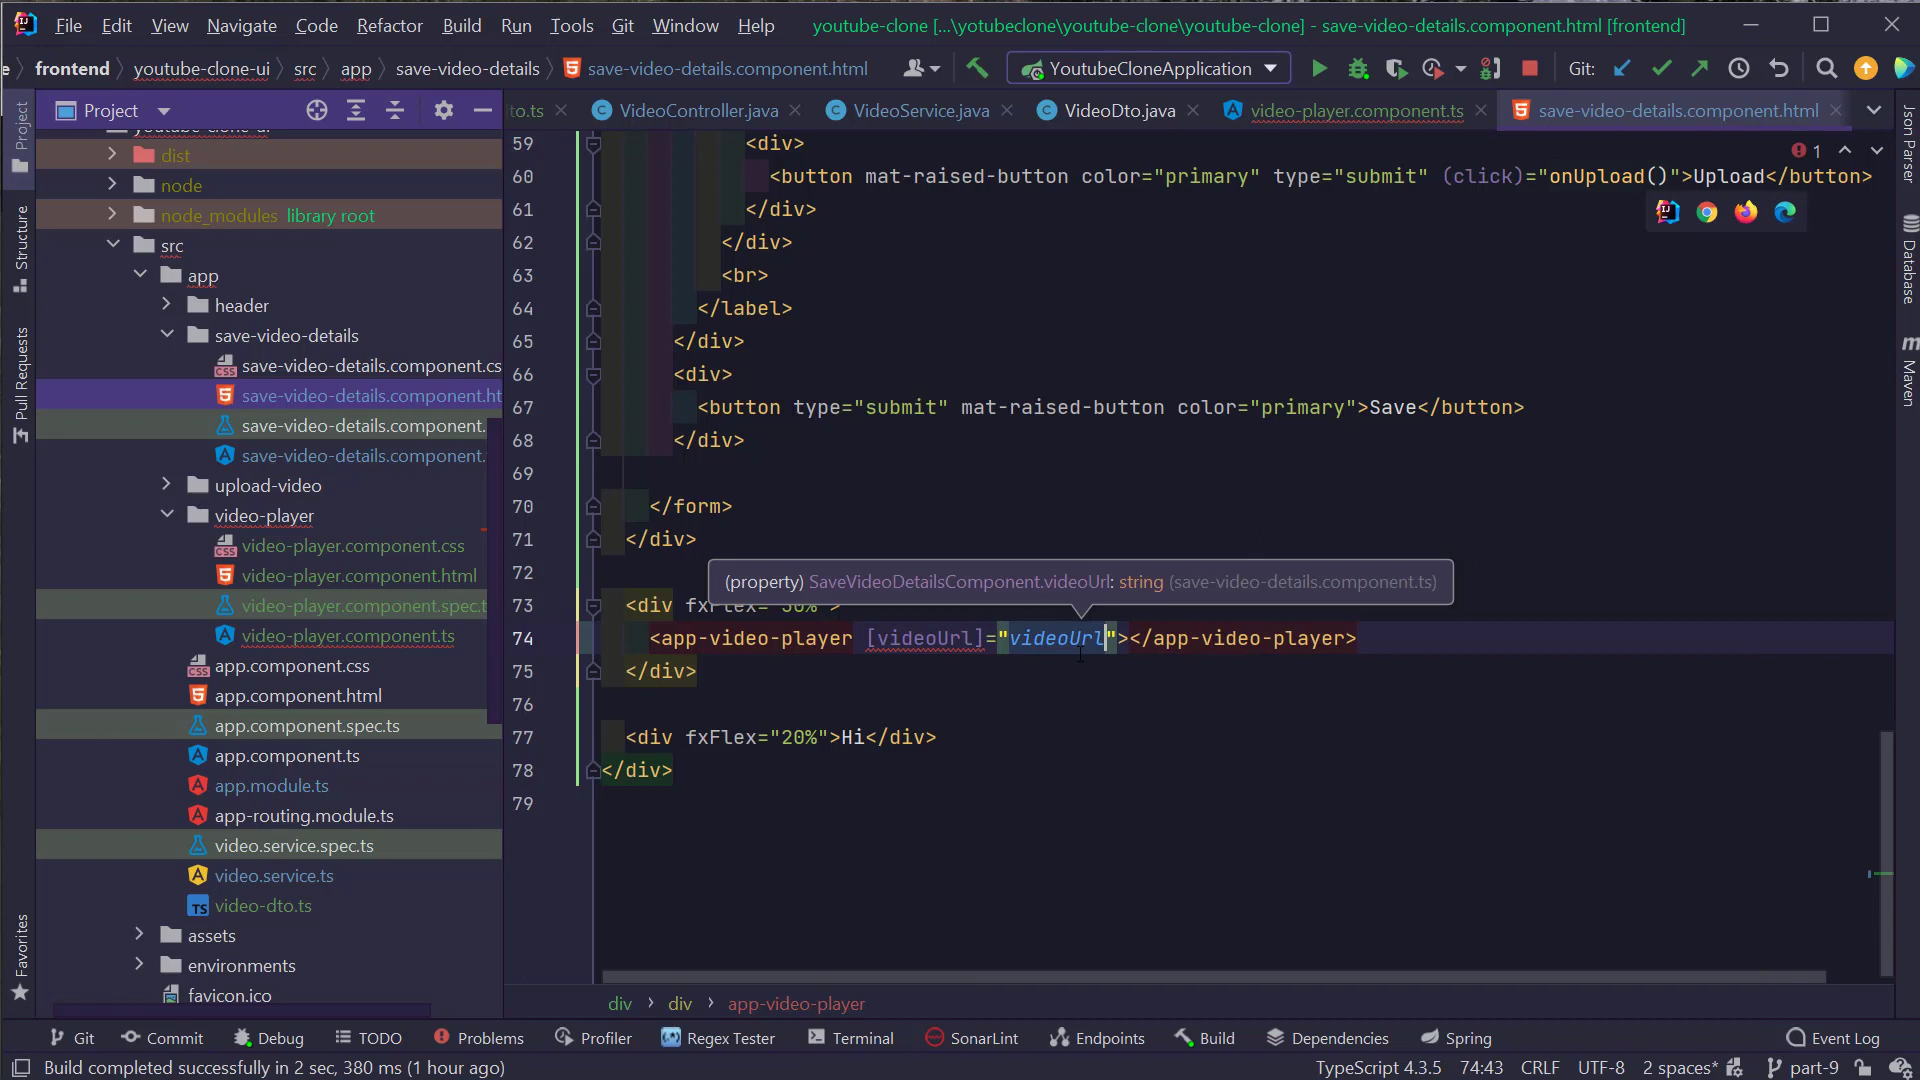 File Edit View Navigate Code Refactor Build Run Tools Git Window Help youtube-clone [...\yotubeclone\youtube-clone\youtube-clone] - save-video-details.component.html [frontend]
e frontend youtube-clone-ui src app save-video-details save-video-details.component.html YoutubeCloneApplication Git:
Project to.ts VideoController.java VideoService.java VideoDto.java video-player.component.ts save-video-details.component.html
Project
Structure
Pull Requests
Favorites
youtube-clone-ui
dist
node
node_modules library root
src
app
header
save-video-details
save-video-details.component.cs
save-video-details.component.ht
save-video-details.component.
save-video-details.component.
upload-video
video-player
video-player.component.css
video-player.component.html
video-player.component.spec.t
video-player.component.ts
app.component.css
app.component.html
app.component.spec.ts
app.component.ts
app.module.ts
app-routing.module.ts
video.service.spec.ts
video.service.ts
video-dto.ts
assets
environments
favicon.ico
59 <div>
1
60 <button mat-raised-button color="primary" type="submit" (click)="onUpload()">Upload</button>
61 </div>
62 </div>
63 <br>
64 </label>
65 </div>
66 <div>
67 <button type="submit" mat-raised-button color="primary">Save</button>
68 </div>
69
70 </form>
71 </div>
72
(property) SaveVideoDetailsComponent.videoUrl: string (save-video-details.component.ts)
73 <div
74 <app-video-player [videoUrl]="videoUrl"></app-video-player>
75 </div>
76
77 <div fxFlex="20%">Hi</div>
78 </div>
79
Json Parser
Database
Maven
div div app-video-player
Git Commit Debug TODO Problems Profiler Regex Tester Terminal SonarLint Endpoints Build Dependencies Spring Event Log
Build completed successfully in 2 sec, 380 ms (1 hour ago) TypeScript 4.3.5 74:43 CRLF UTF-8 2 spaces* part-9